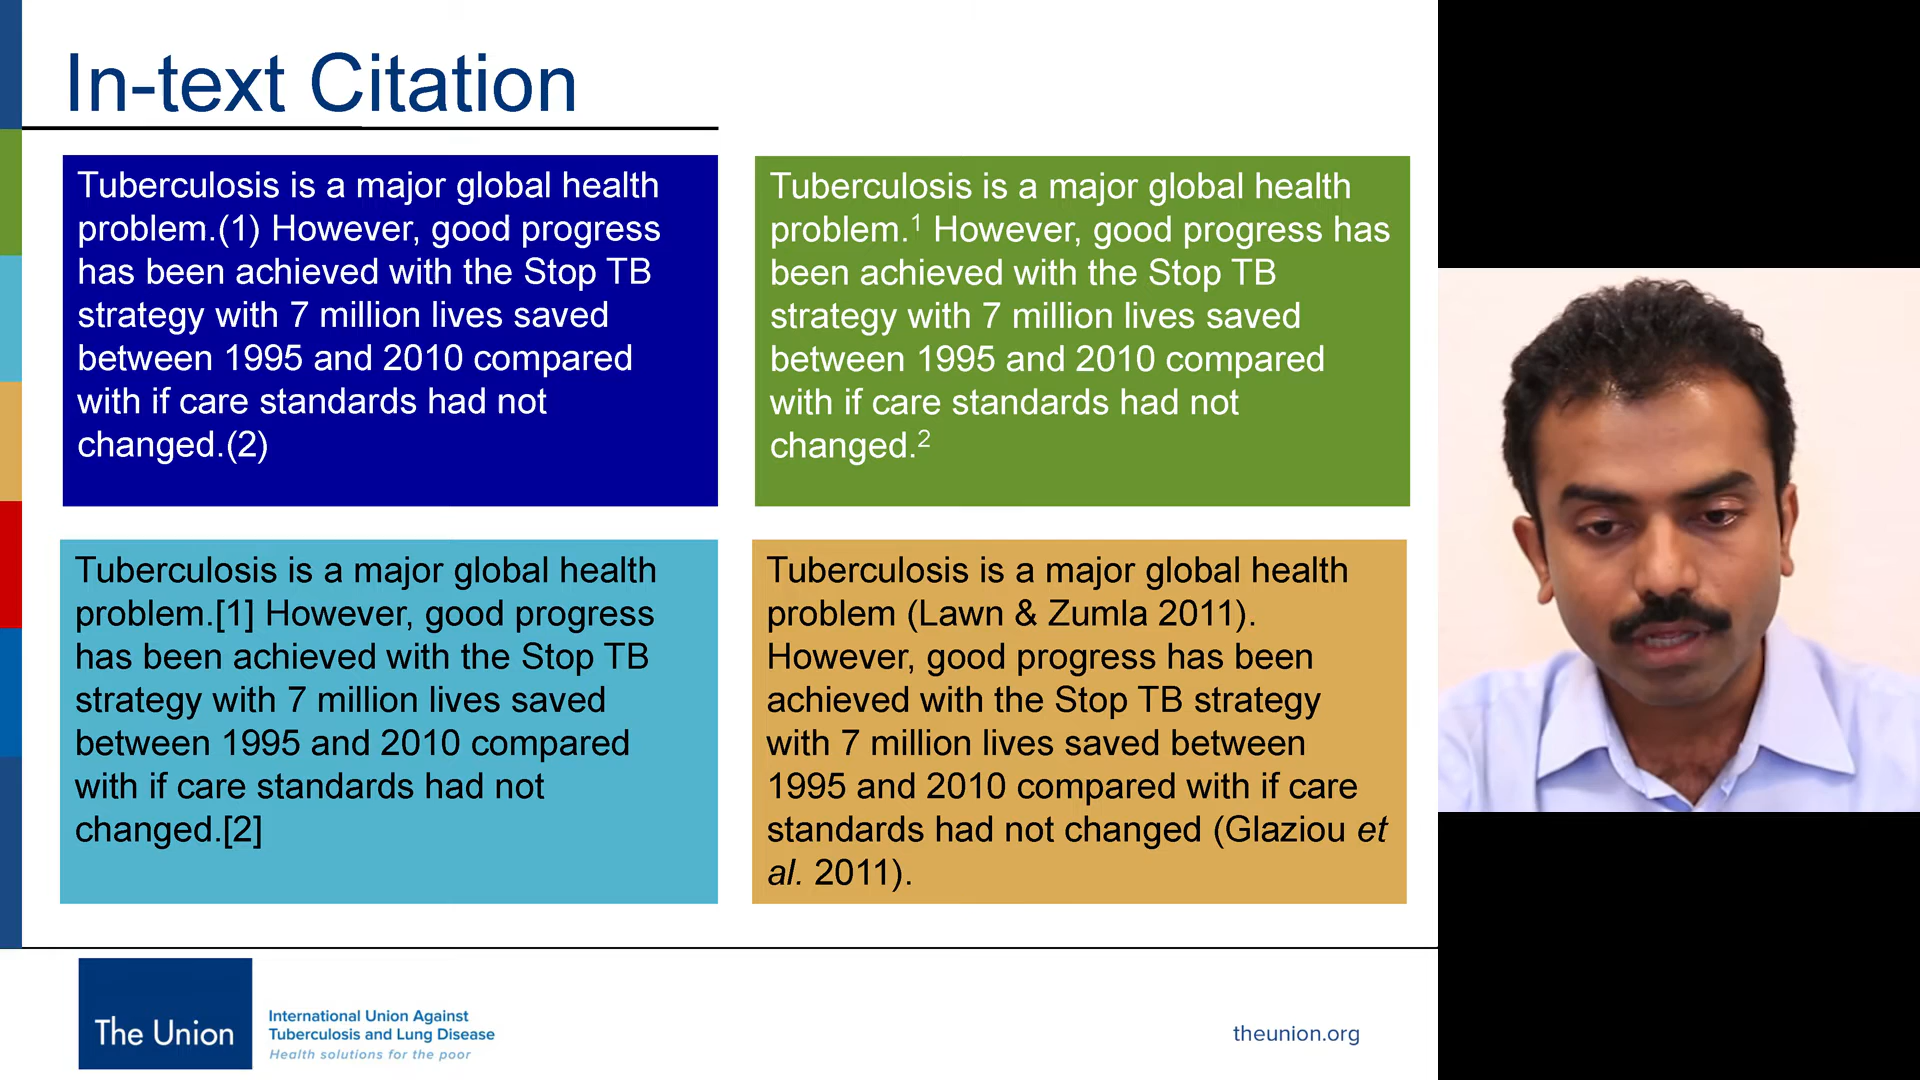 In-text Citation
Tuberculosis is a major global health
problem.(1) However, good progress
has been achieved with the Stop TB
strategy with 7 million lives saved
between 1995 and 2010 compared
with if care standards had not
changed.(2)
Tuberculosis is a major global health
problem.¹ However, good progress has
been achieved with the Stop TB
strategy with 7 million lives saved
between 1995 and 2010 compared
with if care standards had not
changed.²
Tuberculosis is a major global health
problem.[1] However, good progress
has been achieved with the Stop TB
strategy with 7 million lives saved
between 1995 and 2010 compared
with if care standards had not
changed.[2]
Tuberculosis is a major global health
problem (Lawn & Zumla 2011).
However, good progress has been
achieved with the Stop TB strategy
with 7 million lives saved between
1995 and 2010 compared with if care
standards had not changed (Glaziou et
al. 2011).
The Union
International Union Against
Tuberculosis and Lung Disease
Health solutions for the poor
theunion.org